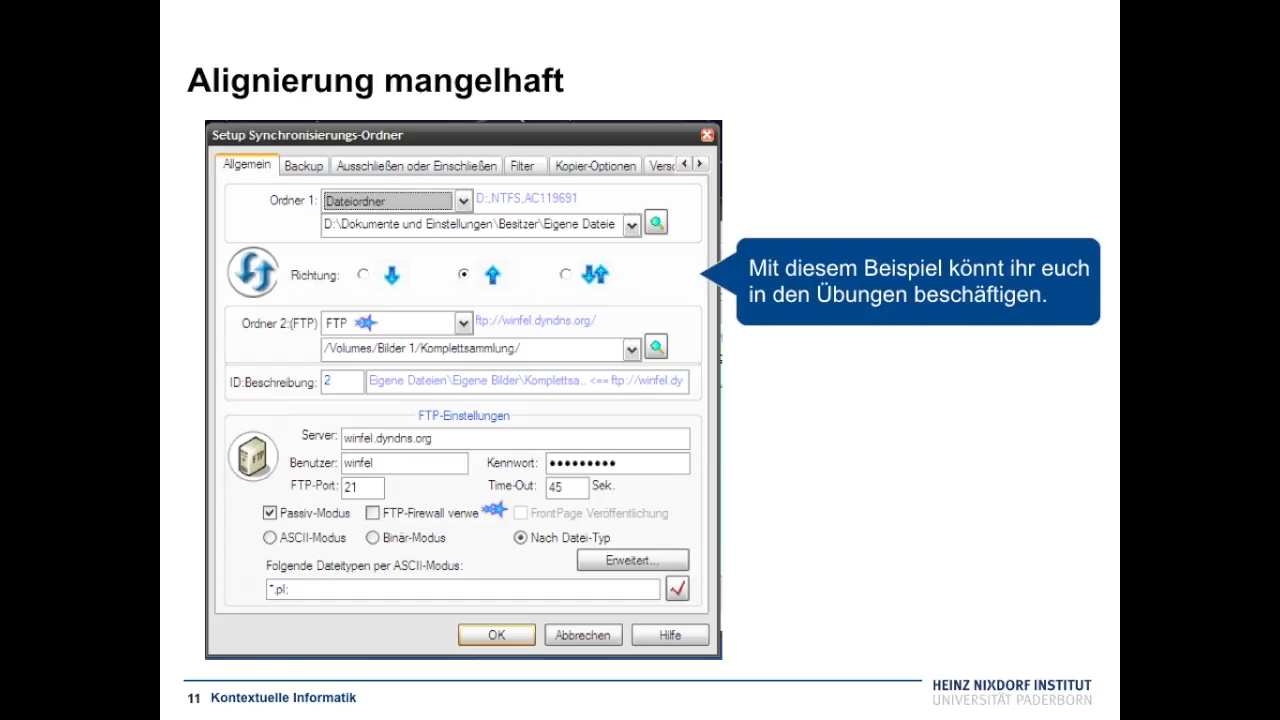 Alignierung mangelhaft
Setup Synchronisierungs-Ordner
Allgemein Backup Ausschließen oder Einschließen Filter Kopier-Optionen
Ordner 1: Dateiordner D:,NTFS,AC119691
D:\Dokumente und Einstellungen\Besitzer\Eigene Dateie
Richtung:
Mit diesem Beispiel könnt ihr euch
in den Übungen beschäftigen.
Ordner 2:(FTP) FTP ftp://winfel.dyndns.org/
/Volumes/Bilder 1/Komplettsammlung/
ID:Beschreibung: 2 Eigene Dateien\Eigene Bilder\Komplettsa.. <== ftp://winfel.dy
FTP-Einstellungen
Server: winfel.dyndns.org
Benutzer: winfel Kennwort: ●●●●●●●●●
FTP-Port: 21 Time-Out: 45 Sek.
Passiv-Modus FTP-Firewall verwe FrontPage Veröffentlichung
ASCII-Modus Binär-Modus Nach Datei-Typ
Erweitert...
Folgende Dateitypen per ASCII-Modus:
*.pl;
OK Abbrechen Hilfe
11 Kontextuelle Informatik
HEINZ NIXDORF INSTITUT
UNIVERSITÄT PADERBORN